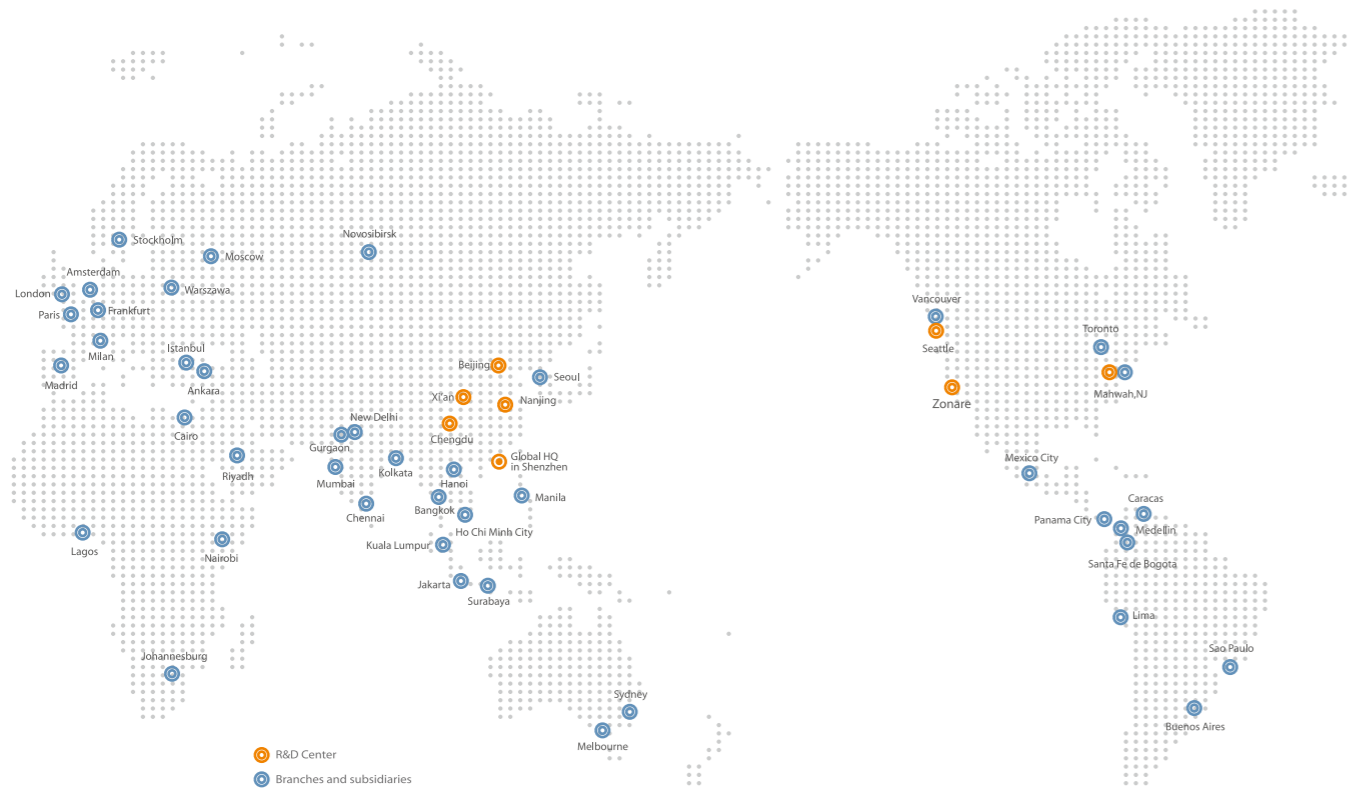 Novosibirsk
Stockholm
Moscow
Amsterdam
London
Warszawa
Paris
Frankfurt
Milan
Istanbul
Madrid
Ankara
Cairo
Riyadh
Lagos
Nairobi
Johannesburg
Beijing
Seoul
Xi'an
Nanjing
New Delhi
Chengdu
Gurgaon
Global HQ
in Shenzhen
Kolkata
Mumbai
Hanoi
Manila
Bangkok
Chennai
Ho Chi Minh City
Kuala Lumpur
Jakarta
Surabaya
Sydney
Melbourne
Vancouver
Seattle
Toronto
Mahwah,NJ
Zonare
Mexico City
Caracas
Panama City
Medellin
Santa Fe de Bogota
Lima
Sao Paulo
Buenos Aires
R&D Center
Branches and subsidiaries